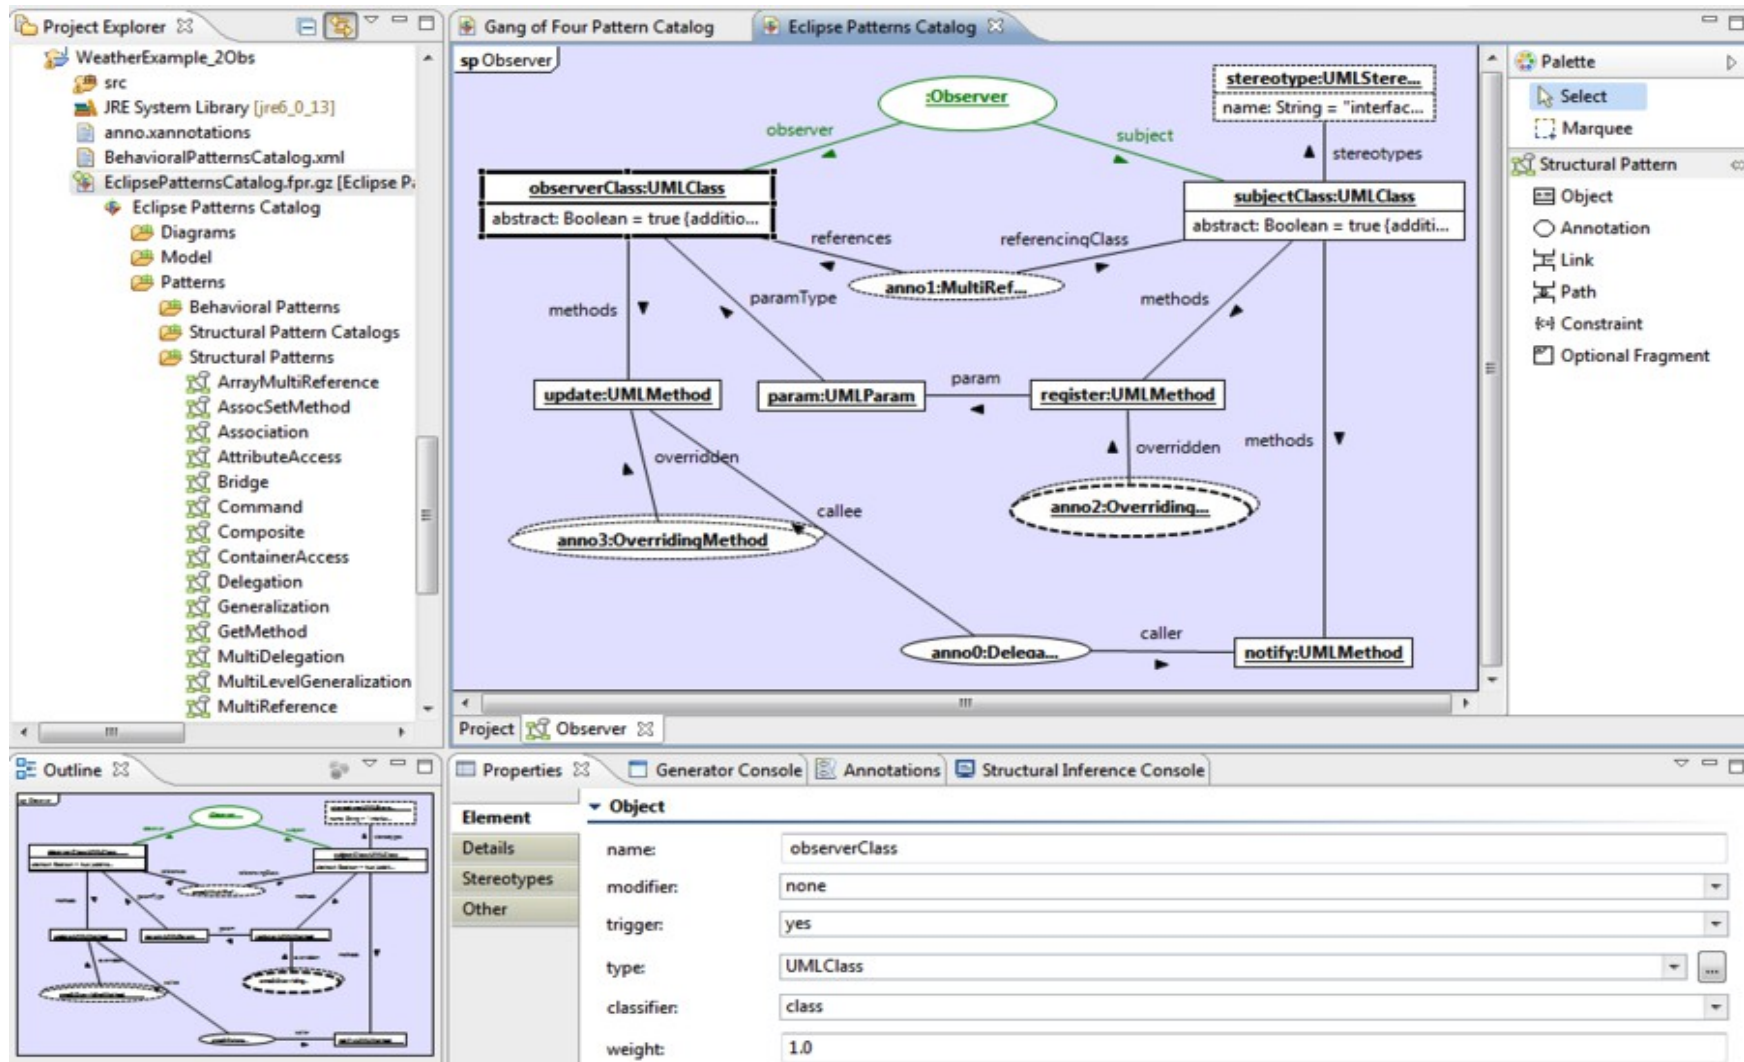 Project Explorer
WeatherExample_2Obs
src
JRE System Library [jre6_0_13]
anno.xannotations
BehavioralPatternsCatalog.xml
EclipsePatternsCatalog.fpr.gz [Eclipse P
Eclipse Patterns Catalog
Diagrams
Model
Patterns
Behavioral Patterns
Structural Pattern Catalogs
Structural Patterns
ArrayMultiReference
AssocSetMethod
Association
AttributeAccess
Bridge
Command
Composite
ContainerAccess
Delegation
Generalization
GetMethod
MultiDelegation
MultiLevelGeneralization
MultiReference
Gang of Four Pattern Catalog
Eclipse Patterns Catalog
sp Observer
:Observer
stereotype:UMLStere...
name: String = "interfac...
observer
subject
stereotypes
observerClass:UMLClass
abstract: Boolean = true {additio...
subjectClass:UMLClass
abstract: Boolean = true {additi...
references
referencingClass
anno1:MultiRef...
methods
paramType
methods
update:UMLMethod
param:UMLParam
param
register:UMLMethod
overridden
overridden
methods
anno2:Overriding...
callee
anno3:OverridingMethod
anno0:Delega...
caller
notify:UMLMethod
Project
Observer
Palette
Select
Marquee
Structural Pattern
Object
Annotation
Link
Path
Constraint
Optional Fragment
Outline
Properties
Generator Console
Annotations
Structural Inference Console
Element
Details
Stereotypes
Other
Object
name: observerClass
modifier: none
trigger: yes
type: UMLClass ...
classifier: class
weight: 1.0